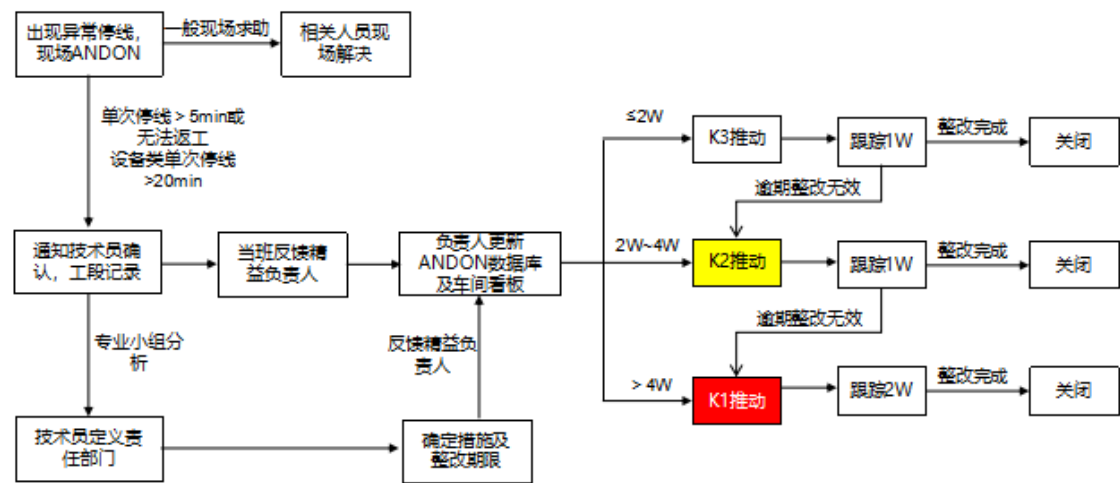 出现异常停线，
现场ANDON
一般现场求助
相关人员现
场解决
单次停线＞5min或
无法返工
设备类单次停线
>20min
≤2W
K3推动
跟踪1W
整改完成
关闭
逾期整改无效
通知技术员确
认，工段记录
当班反馈精
益负责人
负责人更新
ANDON数据库
及车间看板
2W~4W
K2推动
跟踪1W
整改完成
关闭
逾期整改无效
专业小组分
析
反馈精益负
责人
＞4W
K1推动
跟踪2W
整改完成
关闭
技术员定义责
任部门
确定措施及
整改期限